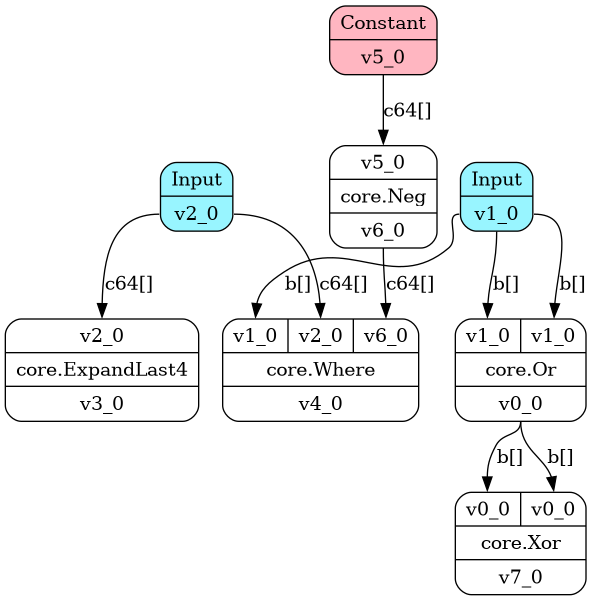 Constant
v5_0
c64[]
v5_0
core.Neg
v6_0
Input
v2_0
Input
v1_0
c64[]
b[]
c64[]
c64[]
b[]
b[]
v2_0
core.ExpandLast4
v3_0
v1_0 v2_0 v6_0
core.Where
v4_0
v1_0 v1_0
core.Or
v0_0
b[]
b[]
v0_0 v0_0
core.Xor
v7_0